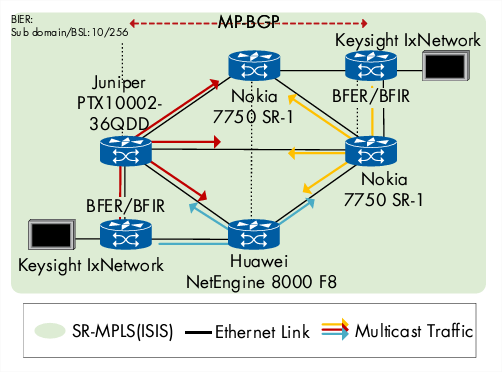 BIER:
Sub domain/BSL: 10/256
MP-BGP
Keysight IxNetwork
Juniper
PTX10002-
36QDD
Nokia
7750 SR-1
BFER/BFIR
Nokia
7750 SR-1
BFER/BFIR
Keysight IxNetwork
Huawei
NetEngine 8000 F8
SR-MPLS(ISIS)
Ethernet Link
Multicast Traffic